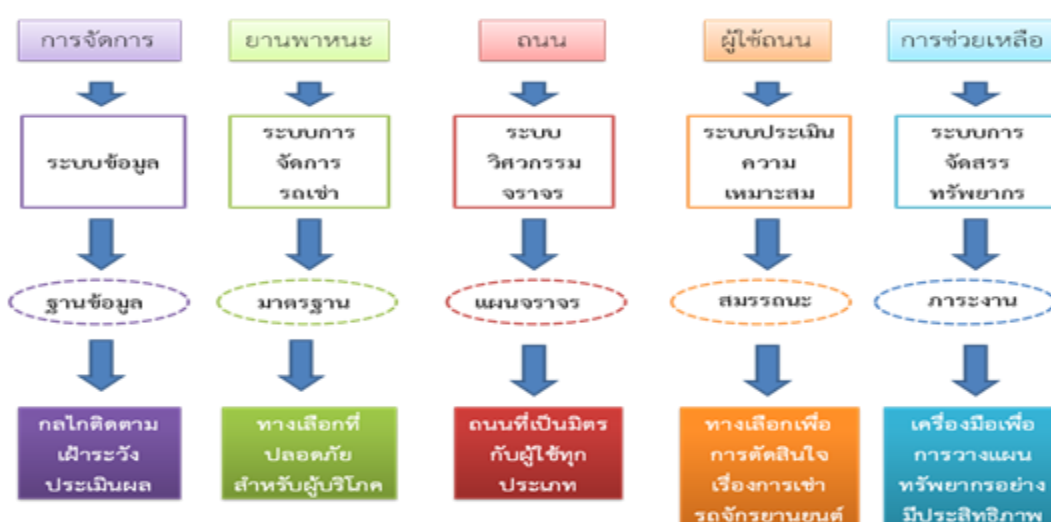 การจัดการ
ยานพาหนะ
ถนน
ผู้ใช้ถนน
การช่วยเหลือ
ระบบข้อมูล
ระบบการ
จัดการ
รถเช่า
ระบบ
วิศวกรรม
จราจร
ระบบประเมิน
ความ
เหมาะสม
ระบบการ
จัดสรร
ทรัพยากร
ฐานข้อมูล
มาตรฐาน
แผนจราจร
สมรรถนะ
ภาระงาน
กลไกติดตาม
เฝ้าระวัง
ประเมินผล
ทางเลือกที่
ปลอดภัย
สำหรับผู้บริโภค
ถนนที่เป็นมิตร
กับผู้ใช้ทุก
ประเภท
ทางเลือกเพื่อ
การตัดสินใจ
เรื่องการเช่า
รถจักรยานยนต์
เครื่องมือเพื่อ
การวางแผน
ทรัพยากรอย่าง
มีประสิทธิภาพ